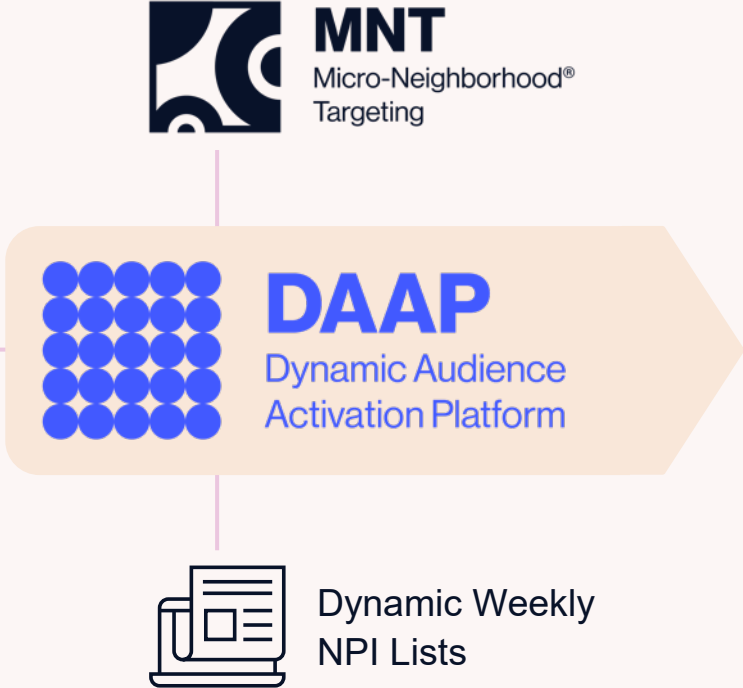 MNT
Micro-Neighborhood®
Targeting
DAAP
Dynamic Audience
Activation Platform
Dynamic Weekly
NPI Lists